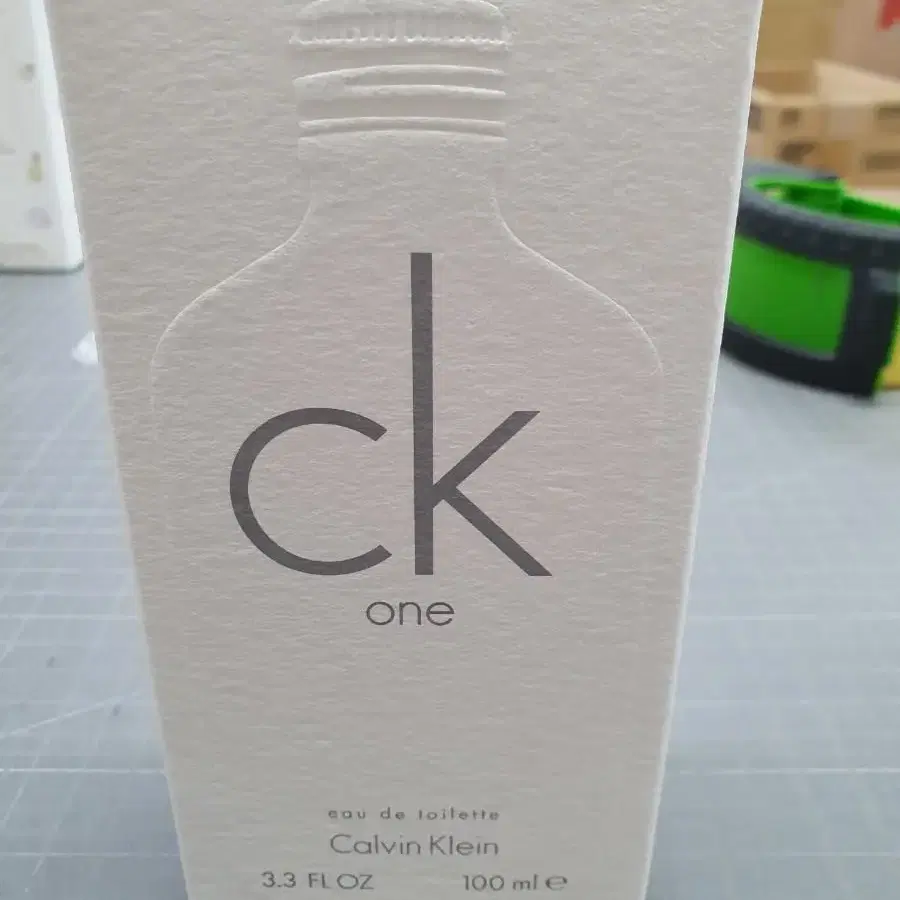 ck
one
eau de toilette
Calvin Klein
3.3 FL OZ 100 ml ℮